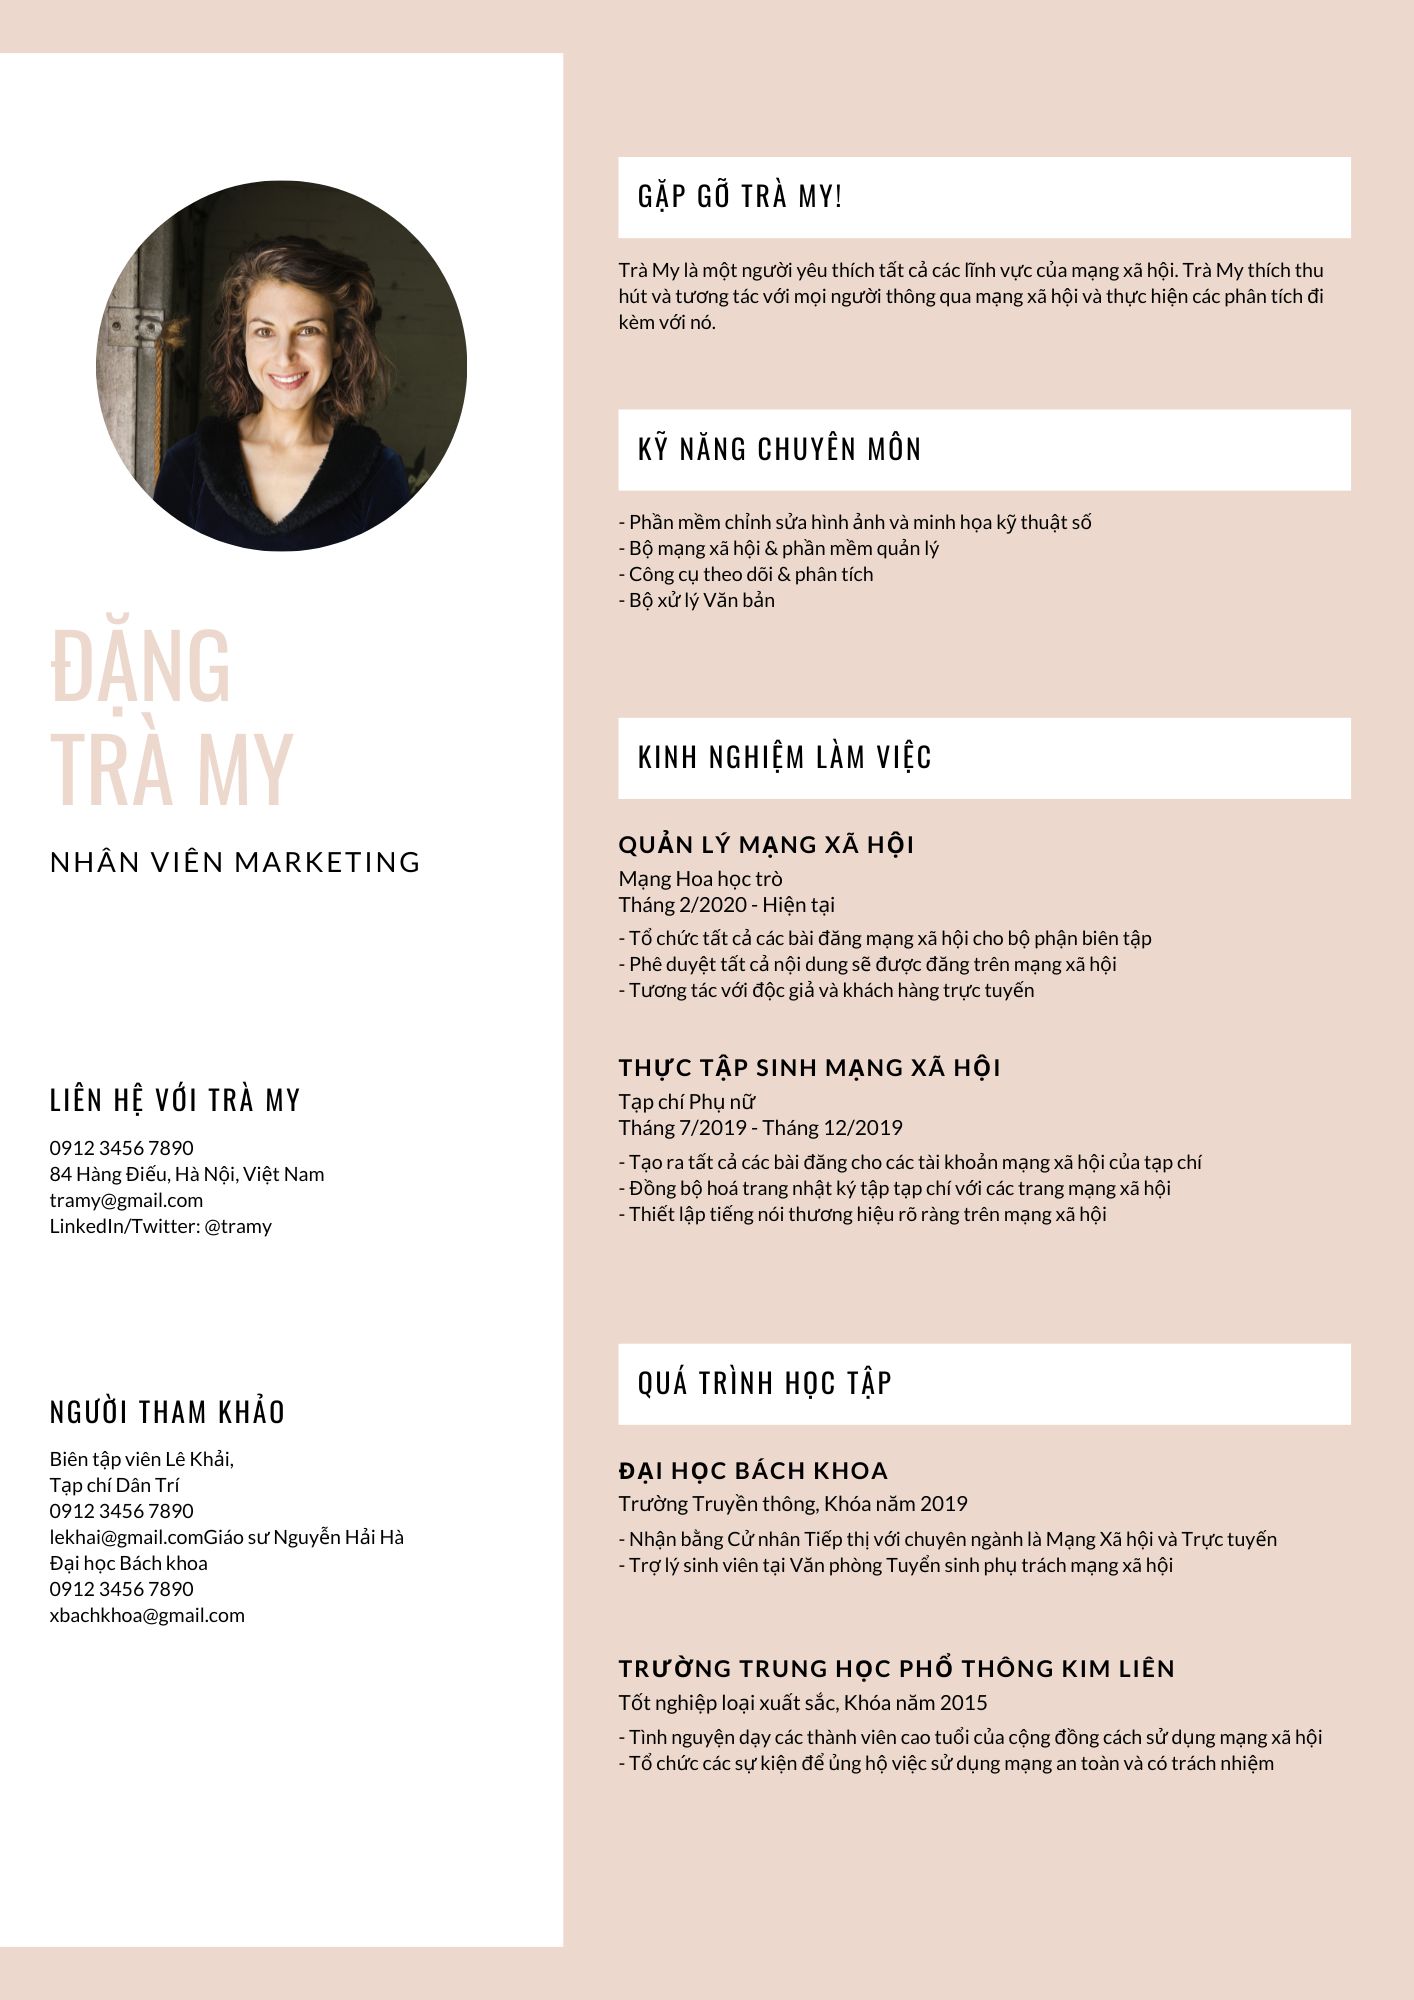 ĐẶNG
TRÀ MY
NHÂN VIÊN MARKETING
LIÊN HỆ VỚI TRÀ MY
0912 3456 7890
84 Hàng Điếu, Hà Nội, Việt Nam
tramy@gmail.com
LinkedIn/Twitter: @tramy
NGƯỜI THAM KHẢO
Biên tập viên Lê Khải,
Tạp chí Dân Trí
0912 3456 7890
lekhai@gmail.comGiáo sư Nguyễn Hải Hà
Đại học Bách khoa
0912 3456 7890
xbachkhoa@gmail.com
GẶP GỠ TRÀ MY!
Trà My là một người yêu thích tất cả các lĩnh vực của mạng xã hội. Trà My thích thu
hút và tương tác với mọi người thông qua mạng xã hội và thực hiện các phân tích đi
kèm với nó.
KỸ NĂNG CHUYÊN MÔN
- Phần mềm chỉnh sửa hình ảnh và minh họa kỹ thuật số
- Bộ mạng xã hội & phần mềm quản lý
- Công cụ theo dõi & phân tích
- Bộ xử lý Văn bản
KINH NGHIỆM LÀM VIỆC
QUẢN LÝ MẠNG XÃ HỘI
Mạng Hoa học trò
Tháng 2/2020 - Hiện tại
- Tổ chức tất cả các bài đăng mạng xã hội cho bộ phận biên tập
- Phê duyệt tất cả nội dung sẽ được đăng trên mạng xã hội
- Tương tác với độc giả và khách hàng trực tuyến
THỰC TẬP SINH MẠNG XÃ HỘI
Tạp chí Phụ nữ
Tháng 7/2019 - Tháng 12/2019
- Tạo ra tất cả các bài đăng cho các tài khoản mạng xã hội của tạp chí
- Đồng bộ hoá trang nhật ký tập tạp chí với các trang mạng xã hội
- Thiết lập tiếng nói thương hiệu rõ ràng trên mạng xã hội
QUÁ TRÌNH HỌC TẬP
ĐẠI HỌC BÁCH KHOA
Trường Truyền thông, Khóa năm 2019
- Nhận bằng Cử nhân Tiếp thị với chuyên ngành là Mạng Xã hội và Trực tuyến
- Trợ lý sinh viên tại Văn phòng Tuyển sinh phụ trách mạng xã hội
TRƯỜNG TRUNG HỌC PHỔ THÔNG KIM LIÊN
Tốt nghiệp loại xuất sắc, Khóa năm 2015
- Tình nguyện dạy các thành viên cao tuổi của cộng đồng cách sử dụng mạng xã hội
- Tổ chức các sự kiện để ủng hộ việc sử dụng mạng an toàn và có trách nhiệm